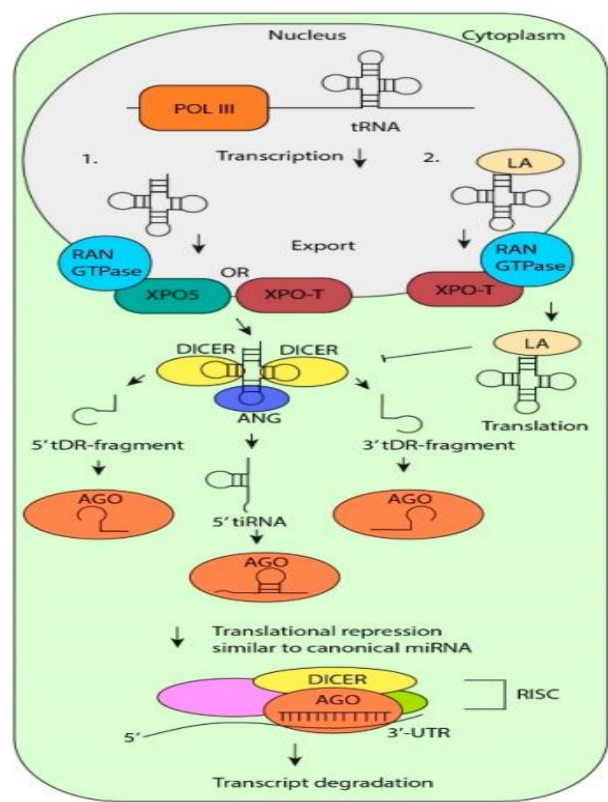 Nucleus
Cytoplasm
POL III
tRNA
1.
Transcription
2.
LA
RAN
GTPase
Export
RAN
GTPase
XPOS
OR
XPO-T
XPO-T
DICER
DICER
LA
ANG
Translation
5' tDR-fragment
3' tDR-fragment
AGO
5' tiRNA
AGO
AGO
Translational repression
similar to canonical miRNA
DICER
AGO
RISC
5'
3'-UTR
Transcript degradation